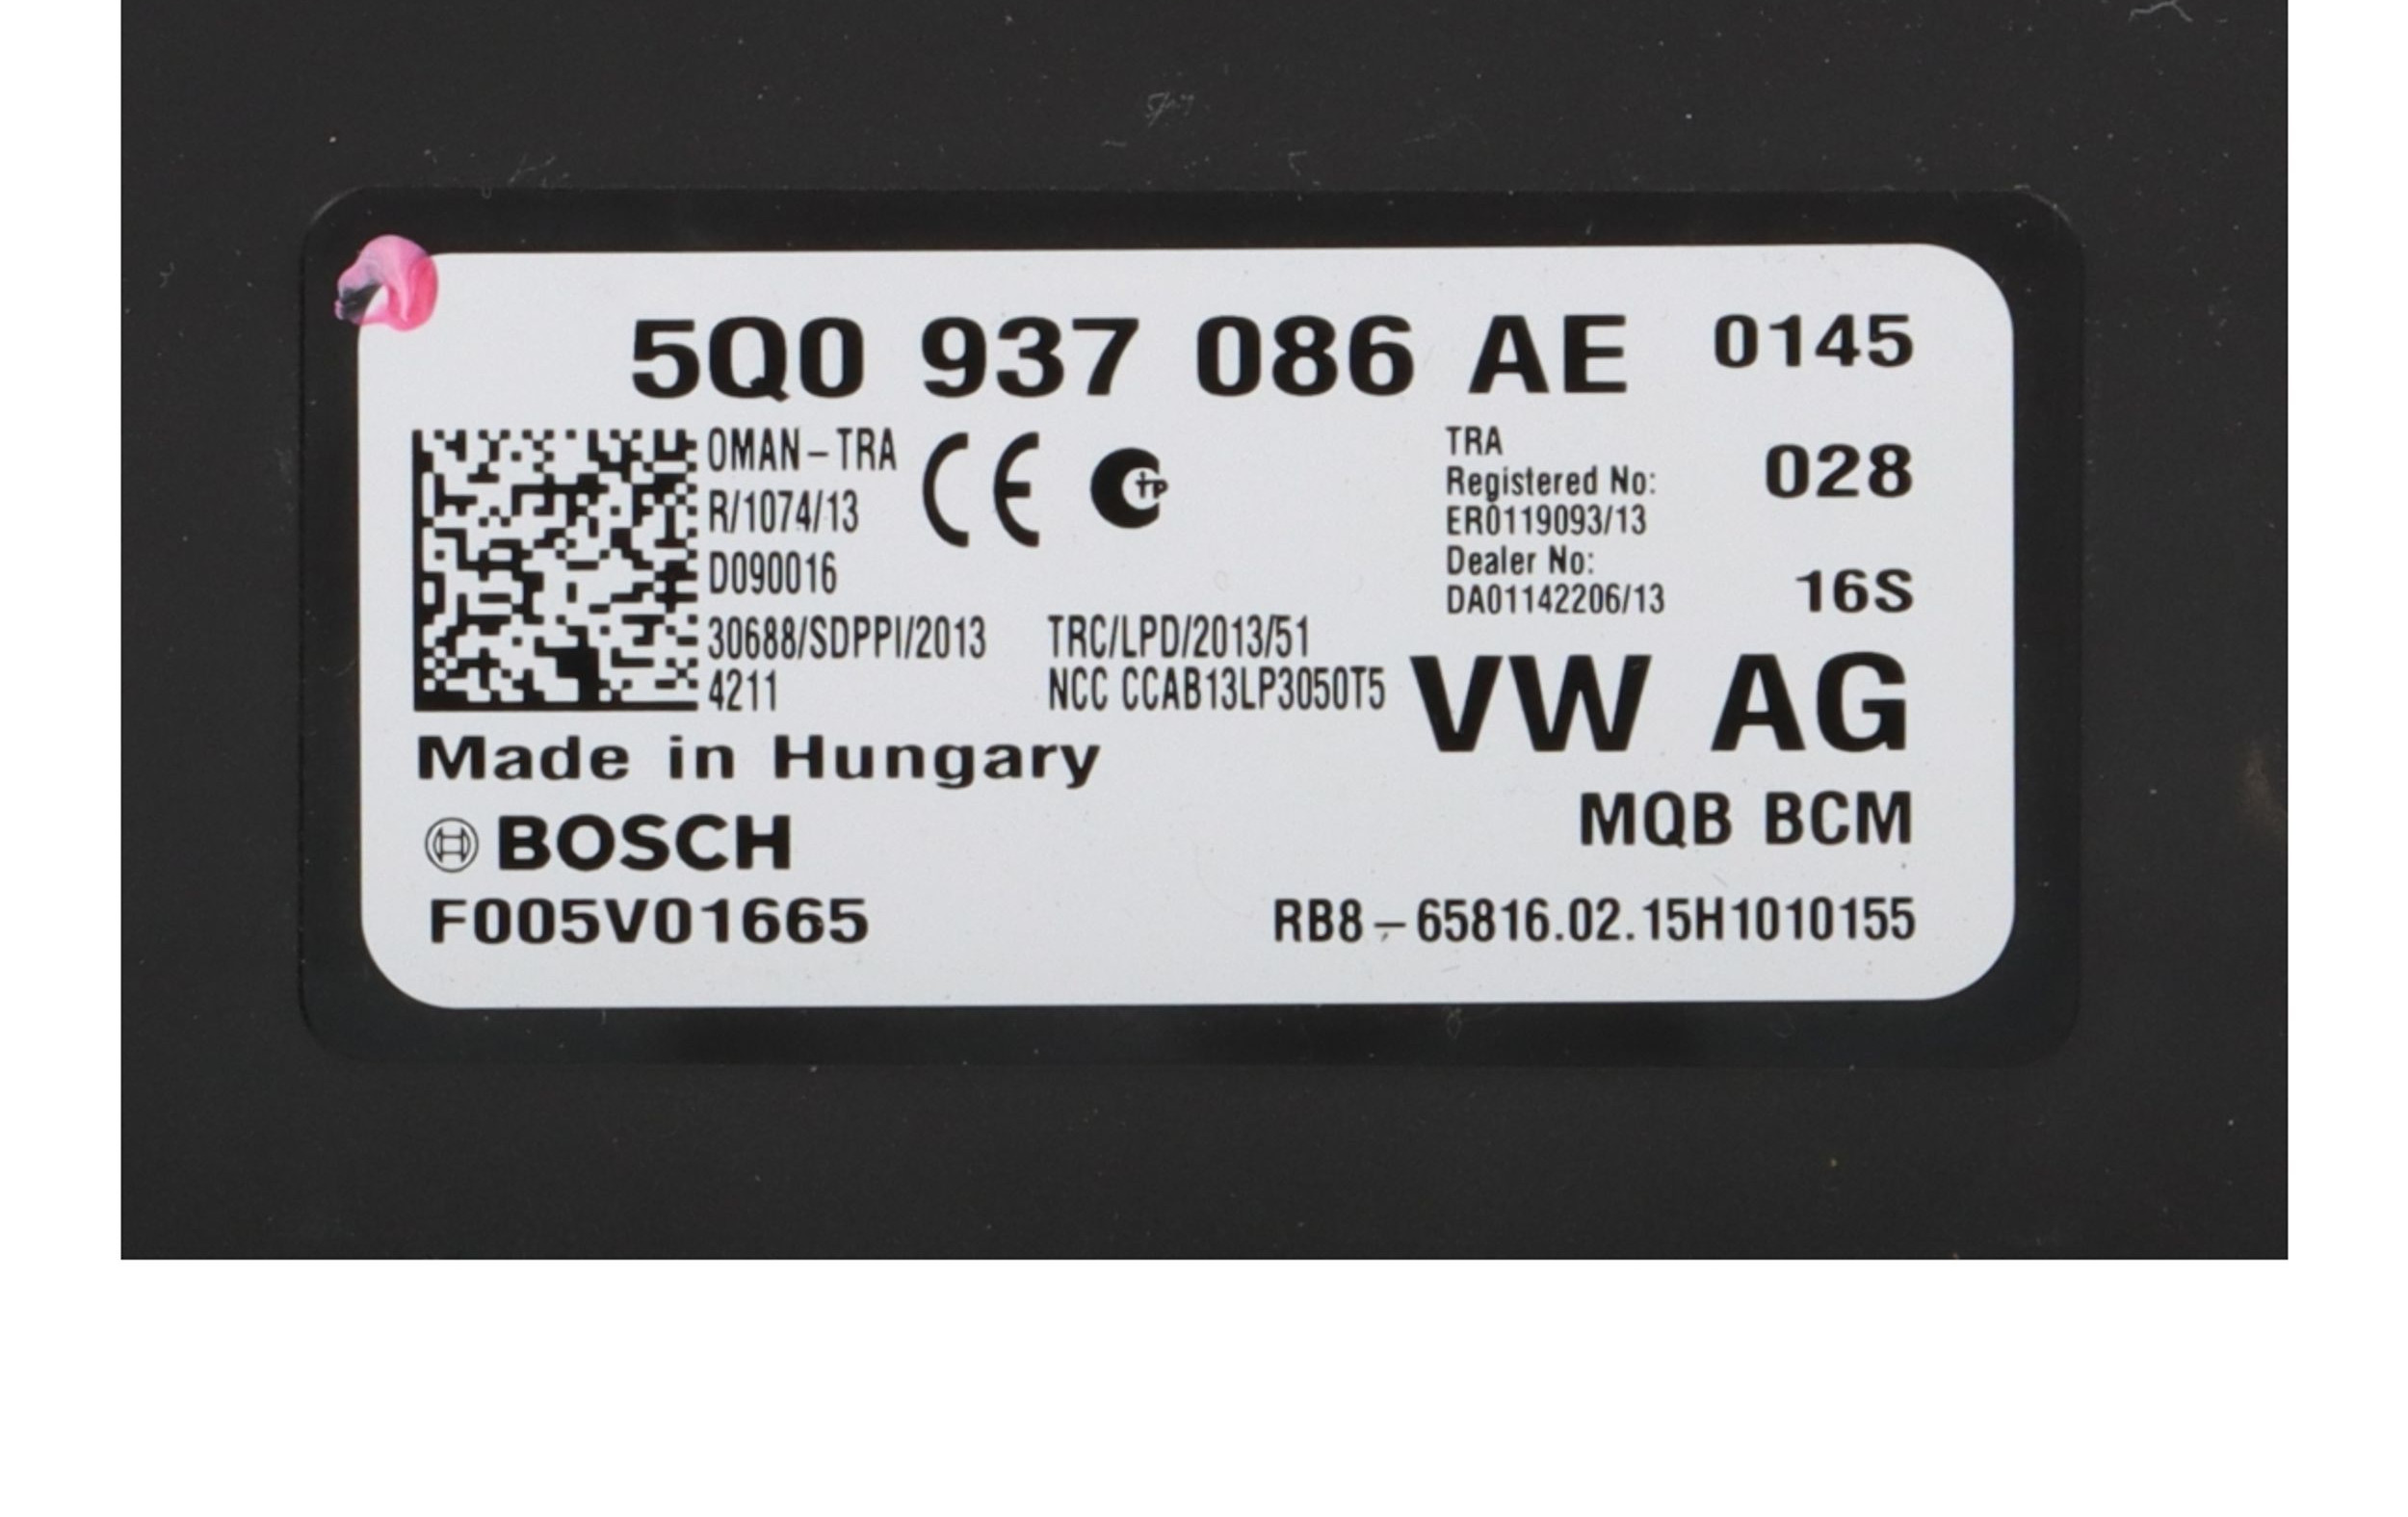 5Q0 937 086 AE 0145
OMAN-TRA
R/1074/13
D090016
30688/SDPPI/2013
4211
CE
TRC/LPD/2013/51
NCC CCAB13LP3050T5
TRA
Registered No:
ER0119093/13
Dealer No:
DA01142206/13
028
16S
VW AG
MQB BCM
Made in Hungary
BOSCH
F005V01665
RB8-65816.02.15H1010155